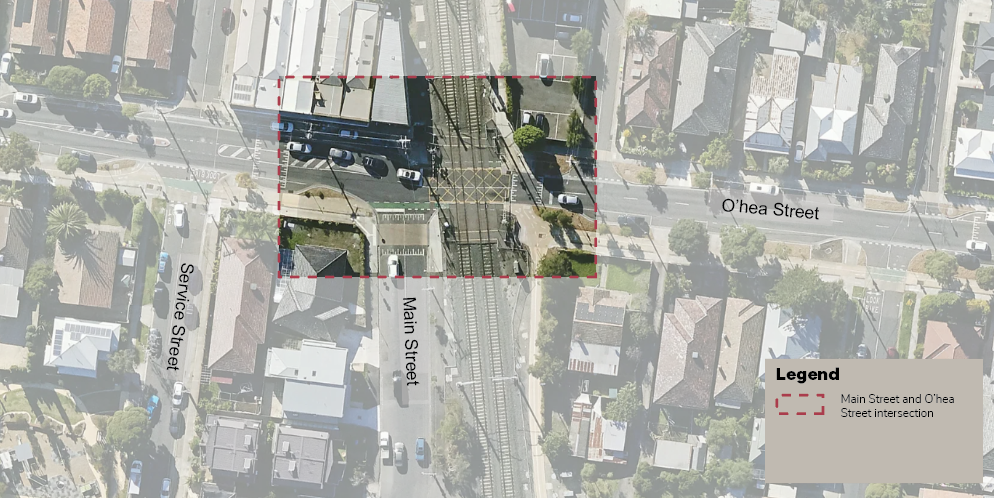 O'hea Street
Service Street
Main Street
Legend
Main Street and O'hea
Street intersection